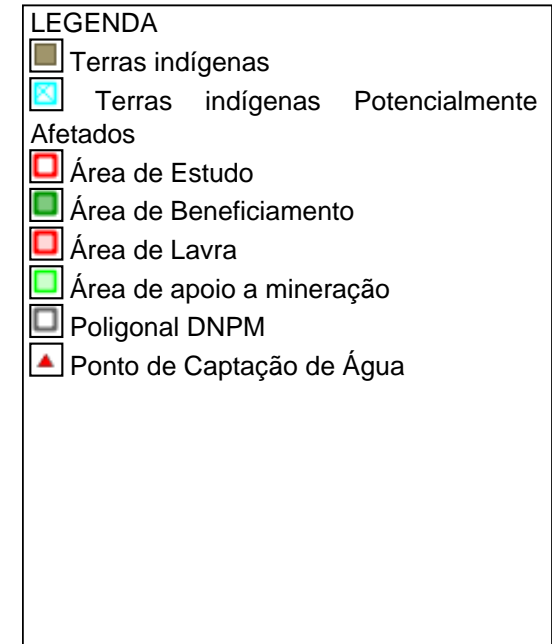 LEGENDA
Terras indígenas
Terras indígenas Potencialmente
Afetados
Área de Estudo
Área de Beneficiamento
Área de Lavra
Área de apoio a mineração
Poligonal DNPM
Ponto de Captação de Água